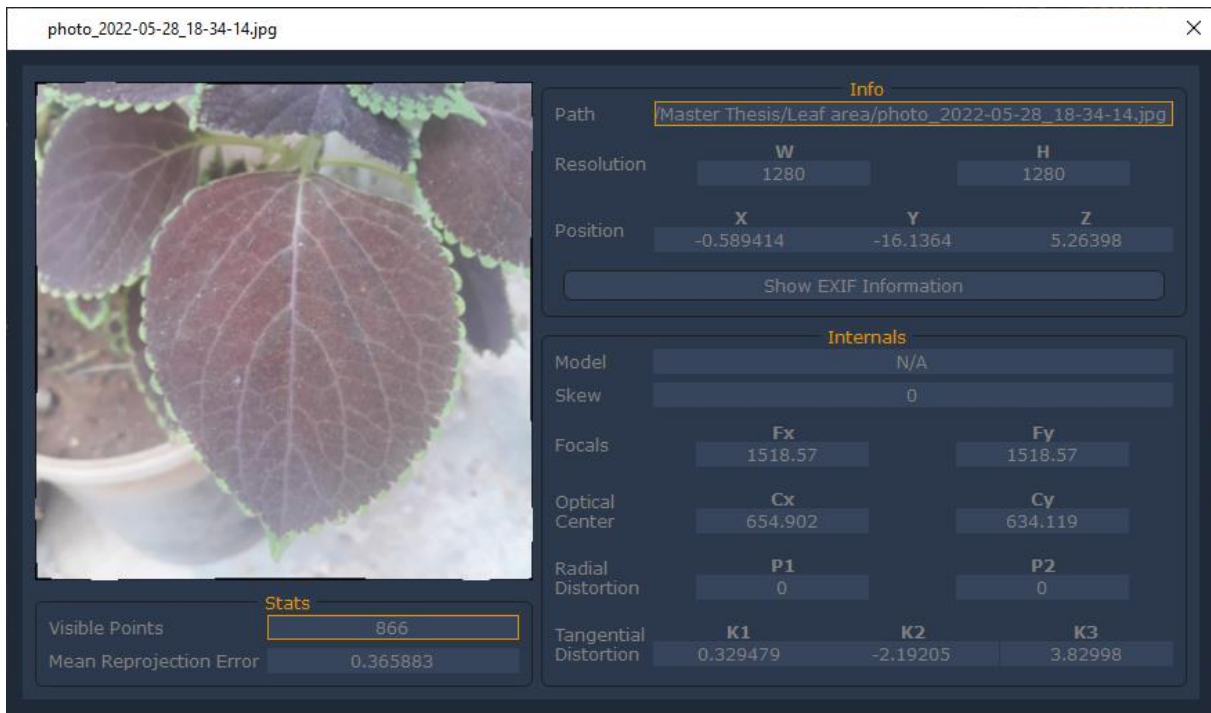 photo_2022-05-28_18-34-14.jpg
Info
Path /Master Thesis/Leaf area/photo_2022-05-28_18-34-14.jpg
W H
Resolution 1280 1280
X Y Z
Position -0.589414 -16.1364 5.26398
Show EXIF Information
Internals
Model N/A
Skew 0
Fx Fy
Focals 1518.57 1518.57
Optical Center
Cx Cy
654.902 634.119
Radial Distortion
P1 P2
0 0
Tangential Distortion
K1 K2 K3
0.329479 -2.19205 3.82998
Stats
Visible Points 866
Mean Reprojection Error 0.365883